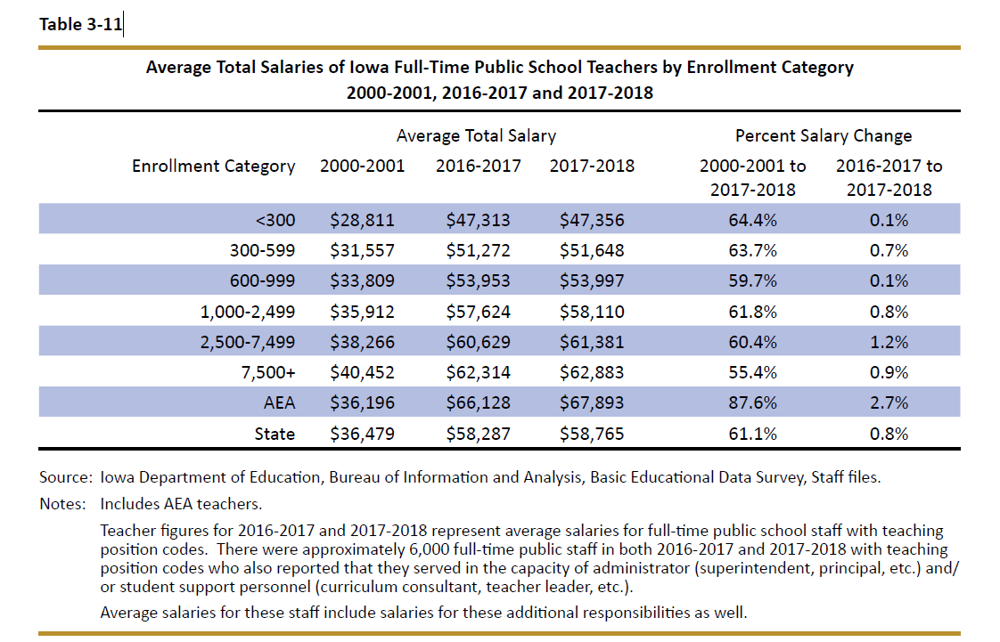 Table 3-11
Average Total Salaries of Iowa Full-Time Public School Teachers by Enrollment Category
2000-2001, 2016-2017 and 2017-2018
Average Total Salary Percent Salary Change
Enrollment Category 2000-2001 2016-2017 2017-2018 2000-2001 to 2016-2017 to
2017-2018 2017-2018
<300 $28,811 $47,313 $47,356 64.4% 0.1%
300-599 $31,557 $51,272 $51,648 63.7% 0.7%
600-999 $33,809 $53,953 $53,997 59.7% 0.1%
1,000-2,499 $35,912 $57,624 $58,110 61.8% 0.8%
2,500-7,499 $38,266 $60,629 $61,381 60.4% 1.2%
7,500+ $40,452 $62,314 $62,883 55.4% 0.9%
AEA $36,196 $66,128 $67,893 87.6% 2.7%
State $36,479 $58,287 $58,765 61.1% 0.8%
Source: Iowa Department of Education, Bureau of Information and Analysis, Basic Educational Data Survey, Staff files.
Notes: Includes AEA teachers.
Teacher figures for 2016-2017 and 2017-2018 represent average salaries for full-time public school staff with teaching
position codes. There were approximately 6,000 full-time public staff in both 2016-2017 and 2017-2018 with teaching
position codes who also reported that they served in the capacity of administrator (superintendent, principal, etc.) and/
or student support personnel (curriculum consultant, teacher leader, etc.).
Average salaries for these staff include salaries for these additional responsibilities as well.